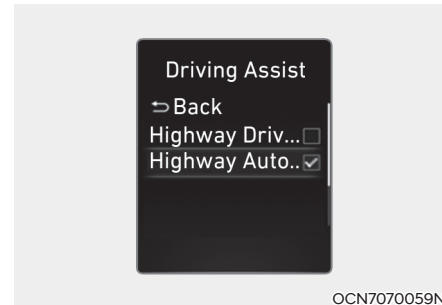 Driving Assist
Back
Highway Driv...
Highway Auto..
OCN7070059N